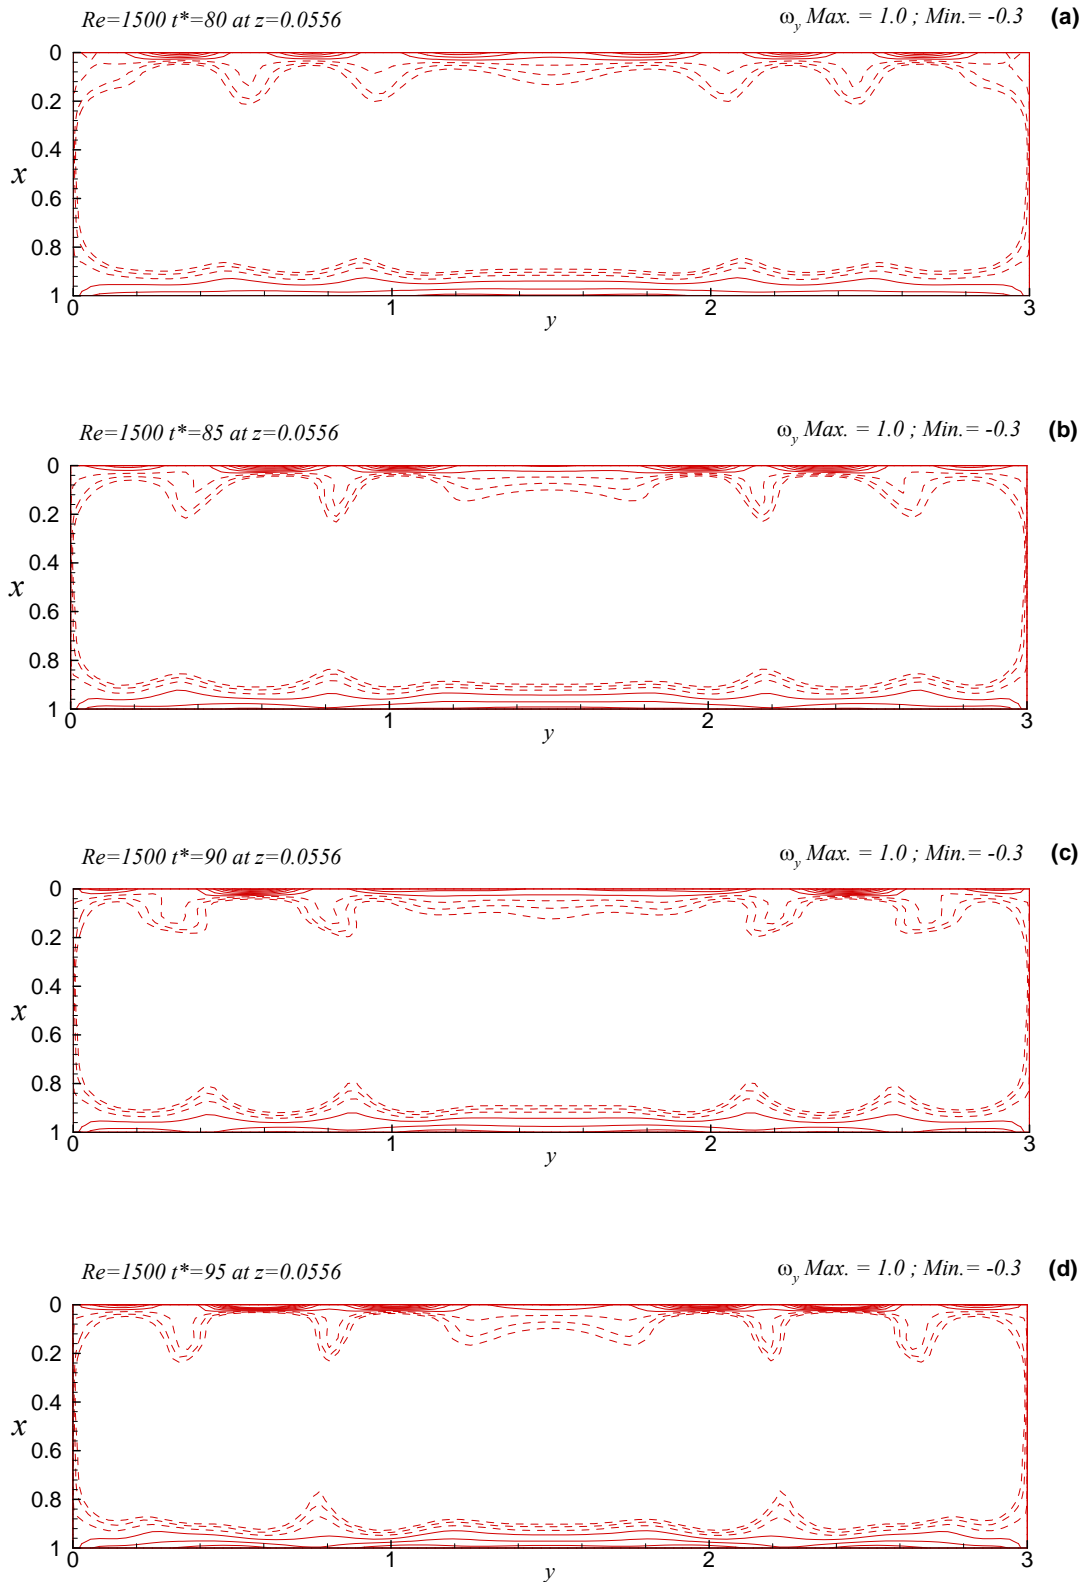 Re=1500 t*=80 at z=0.0556 ωy Max. = 1.0 ; Min.= -0.3 (a)
0
0.2
0.4
x
0.6
0.8
1
0 1 2 3
y
Re=1500 t*=85 at z=0.0556 ωy Max. = 1.0 ; Min.= -0.3 (b)
0
0.2
0.4
x
0.6
0.8
1
0 1 2 3
y
Re=1500 t*=90 at z=0.0556 ωy Max. = 1.0 ; Min.= -0.3 (c)
0
0.2
0.4
x
0.6
0.8
1
0 1 2 3
y
Re=1500 t*=95 at z=0.0556 ωy Max. = 1.0 ; Min.= -0.3 (d)
0
0.2
0.4
x
0.6
0.8
1
0 1 2 3
y